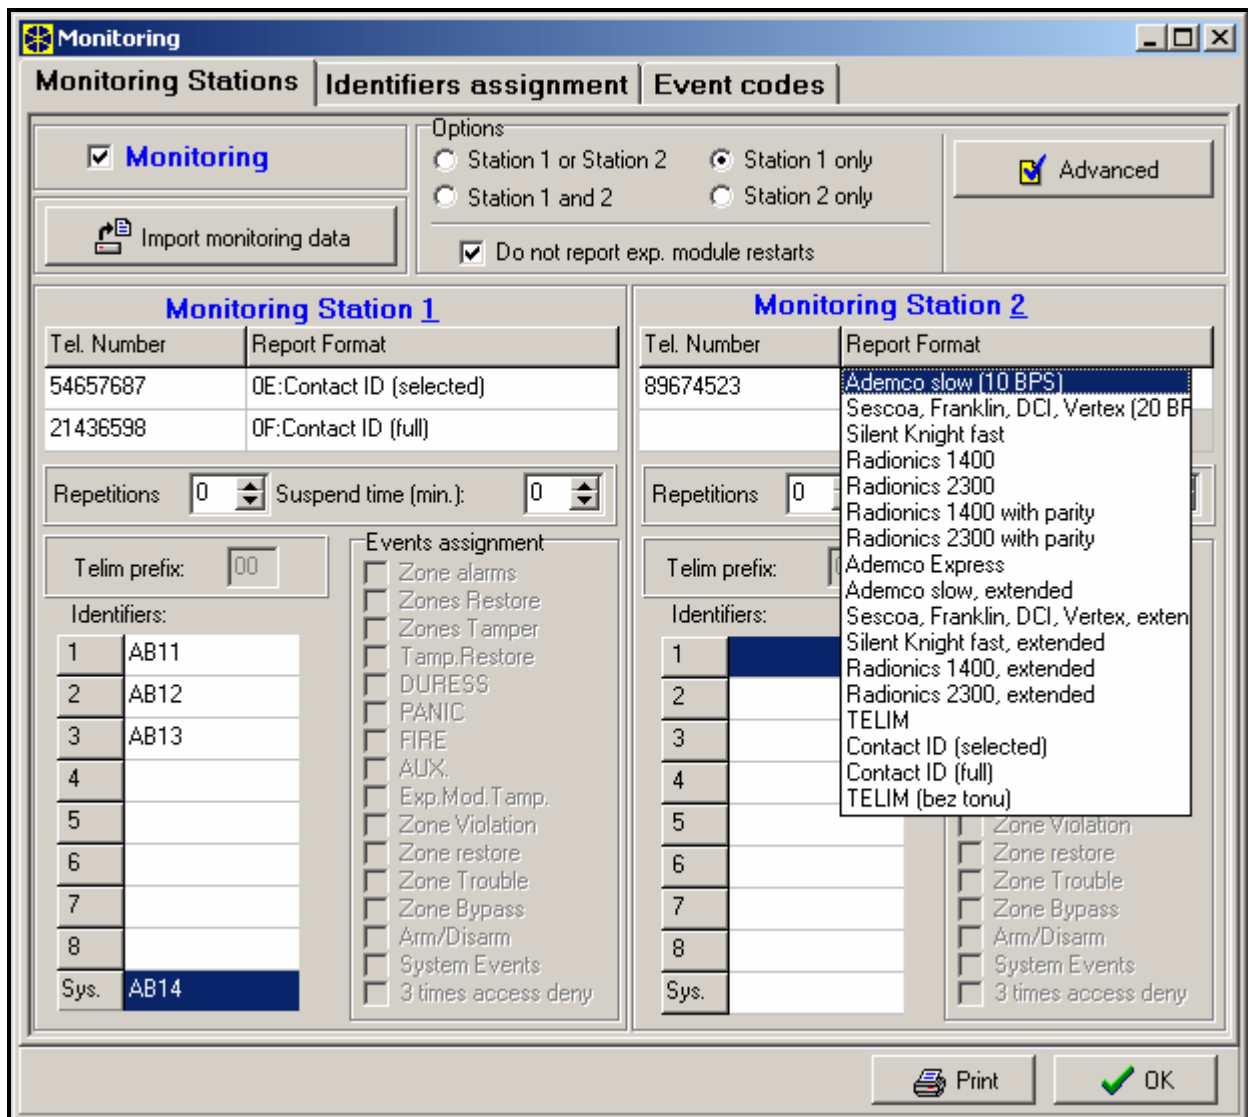 Monitoring
Monitoring Stations
Identifiers assignment
Event codes
Monitoring
Import monitoring data
Options
Station 1 or Station 2
Station 1 only
Station 1 and 2
Station 2 only
Do not report exp. module restarts
Advanced
Monitoring Station 1
Tel. Number
Report Format
54657687
0E:Contact ID (selected)
21436598
0F:Contact ID (full)
Repetitions
0
Suspend time (min.):
0
Telim prefix:
00
Identifiers:
1
AB11
2
AB12
3
AB13
4
5
6
7
8
Sys.
AB14
Events assignment
Zone alarms
Zones Restore
Zones Tamper
Tamp.Restore
DURESS
PANIC
FIRE
AUX.
Exp.Mod.Tamp.
Zone Violation
Zone restore
Zone Trouble
Zone Bypass
Arm/Disarm
System Events
3 times access deny
Monitoring Station 2
Tel. Number
Report Format
89674523
Ademco slow (10 BPS)
Sescoa, Franklin, DCI, Vertex (20 BP
Silent Knight fast
Radionics 1400
Radionics 2300
Radionics 1400 with parity
Radionics 2300 with parity
Ademco Express
Ademco slow, extended
Sescoa, Franklin, DCI, Vertex, exten
Silent Knight fast, extended
Radionics 1400, extended
Radionics 2300, extended
TELIM
Contact ID (selected)
Contact ID (full)
TELIM (bez tonu)
Repetitions
0
Telim prefix:
Identifiers:
1
2
3
4
5
6
7
8
Sys.
Zone Violation
Zone restore
Zone Trouble
Zone Bypass
Arm/Disarm
System Events
3 times access deny
Print
OK